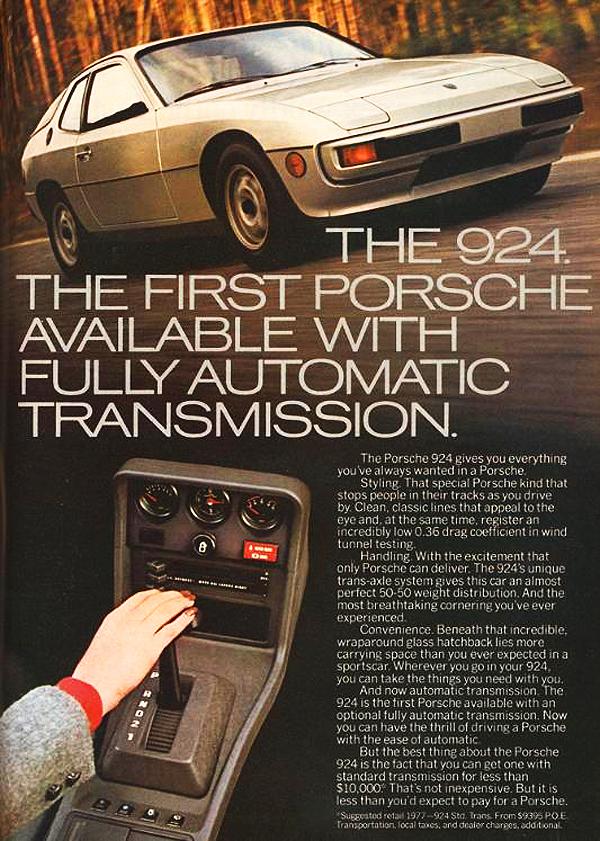 THE 924.
THE FIRST PORSCHE
AVAILABLE WITH
FULLY AUTOMATIC
TRANSMISSION.
The Porsche 924 gives you everything
you've always wanted in a Porsche.
Styling. That special Porsche kind that
stops people in their tracks as you drive
by. Clean, classic lines that appeal to the
eye and, at the same time, register an
incredibly low 0.36 drag coefficient in wind
tunnel testing.
Handling. With the excitement that
only Porsche can deliver. The 924's unique
trans-axle system gives this car an almost
perfect 50-50 weight distribution. And the
most breathtaking cornering you've ever
experienced.
Convenience. Beneath that incredible,
wraparound glass hatchback lies more
carrying space than you ever expected in a
sportscar. Wherever you go in your 924,
you can take the things you need with you.
And now automatic transmission. The
924 is the first Porsche available with an
optional fully automatic transmission. Now
you can have the thrill of driving a Porsche
with the ease of automatic.
But the best thing about the Porsche
924 is the fact that you can get one with
standard transmission for less than
$10,000.* That's not inexpensive. But it is
less than you'd expect to pay for a Porsche.
*Suggested retail 1977—924 Std. Trans. From $9395 P.O.E.
Transportation, local taxes, and dealer charges, additional.
P
R
N
D
2
1